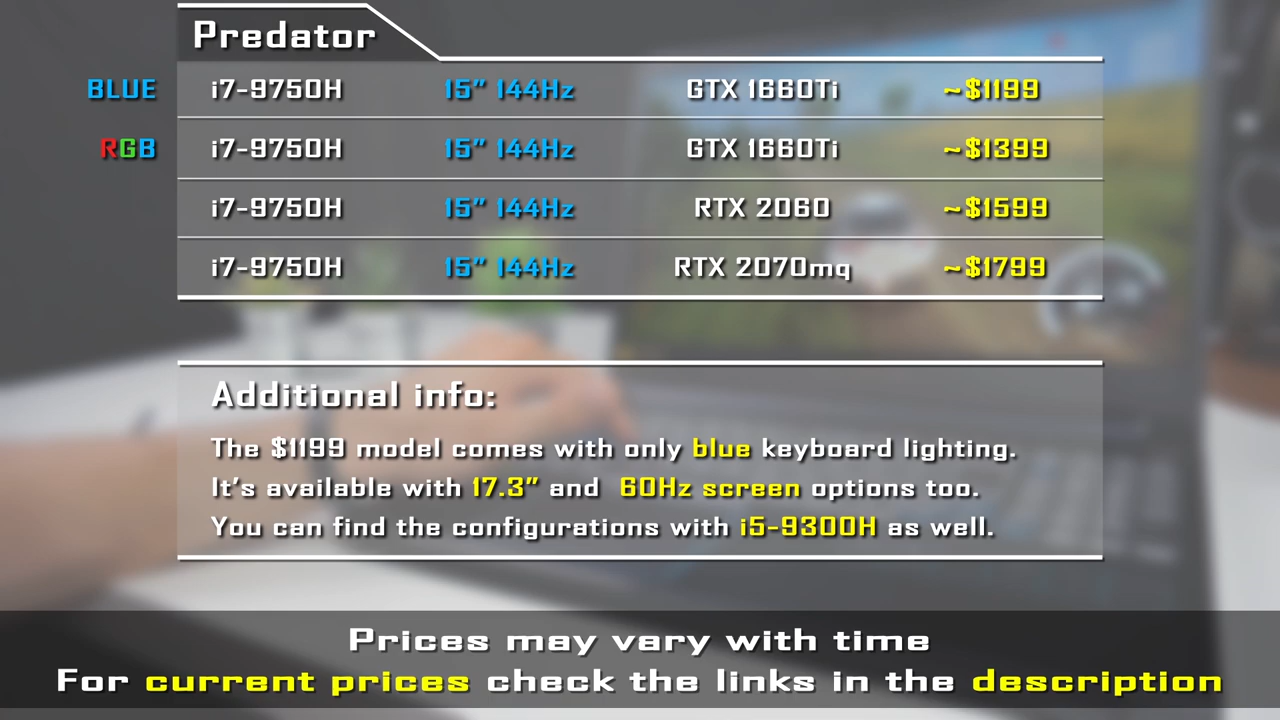 Predator
BLUE i7-9750H 15" 144Hz GTX 1660Ti ~$1199
RGB i7-9750H 15" 144Hz GTX 1660Ti ~$1399
i7-9750H 15" 144Hz RTX 2060 ~$1599
i7-9750H 15" 144Hz RTX 2070mq ~$1799
Additional info:
The $1199 model comes with only blue keyboard lighting.
It's available with 17.3" and 60Hz screen options too.
You can find the configurations with i5-9300H as well.
Prices may vary with time
For current prices check the links in the description